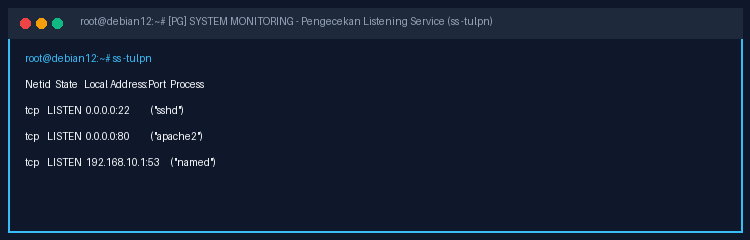 root@debian12:~# [PG] SYSTEM MONITORING - Pengecekan Listening Service (ss -tulpn)
root@debian12:~# ss -tulpn
Netid State Local Address:Port Process
tcp LISTEN 0.0.0.0:22 ("sshd")
tcp LISTEN 0.0.0.0:80 ("apache2")
tcp LISTEN 192.168.10.1:53 ("named")